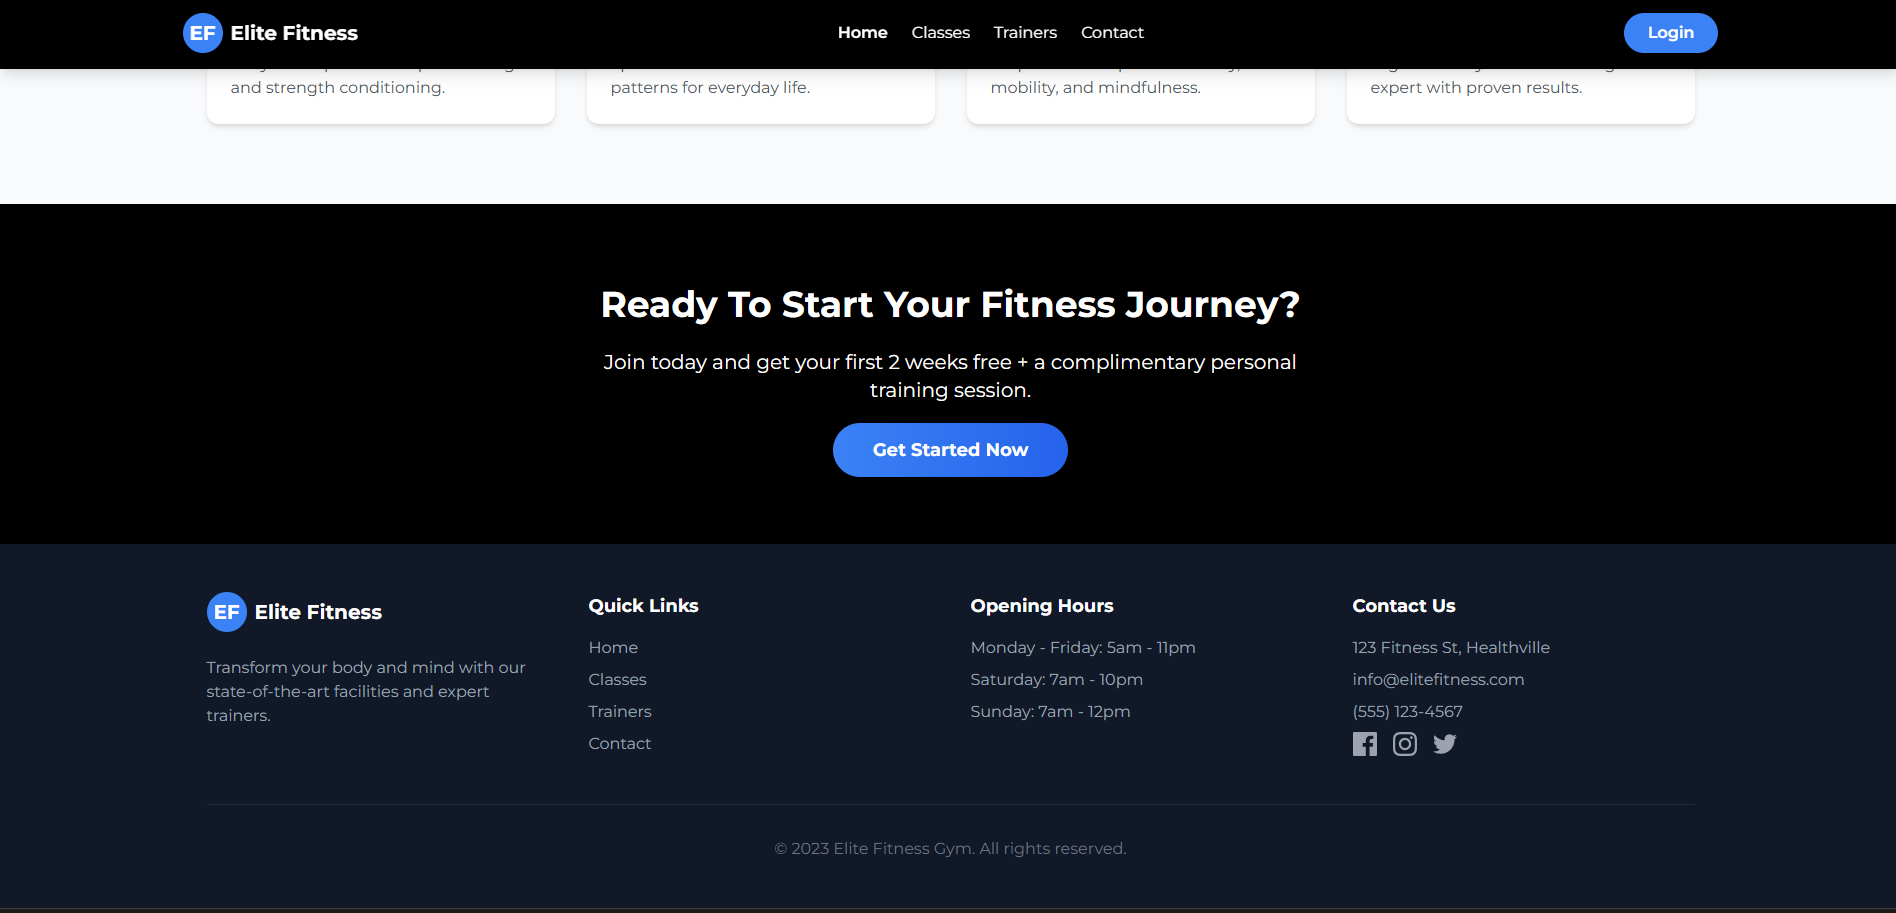 EF Elite Fitness
Home Classes Trainers Contact
Login
and strength conditioning.
patterns for everyday life.
mobility, and mindfulness.
expert with proven results.
Ready To Start Your Fitness Journey?
Join today and get your first 2 weeks free + a complimentary personal
training session.
Get Started Now
EF Elite Fitness
Transform your body and mind with our
state-of-the-art facilities and expert
trainers.
Quick Links
Home
Classes
Trainers
Contact
Opening Hours
Monday - Friday: 5am - 11pm
Saturday: 7am - 10pm
Sunday: 7am - 12pm
Contact Us
123 Fitness St, Healthville
info@elitefitness.com
(555) 123-4567
© 2023 Elite Fitness Gym. All rights reserved.